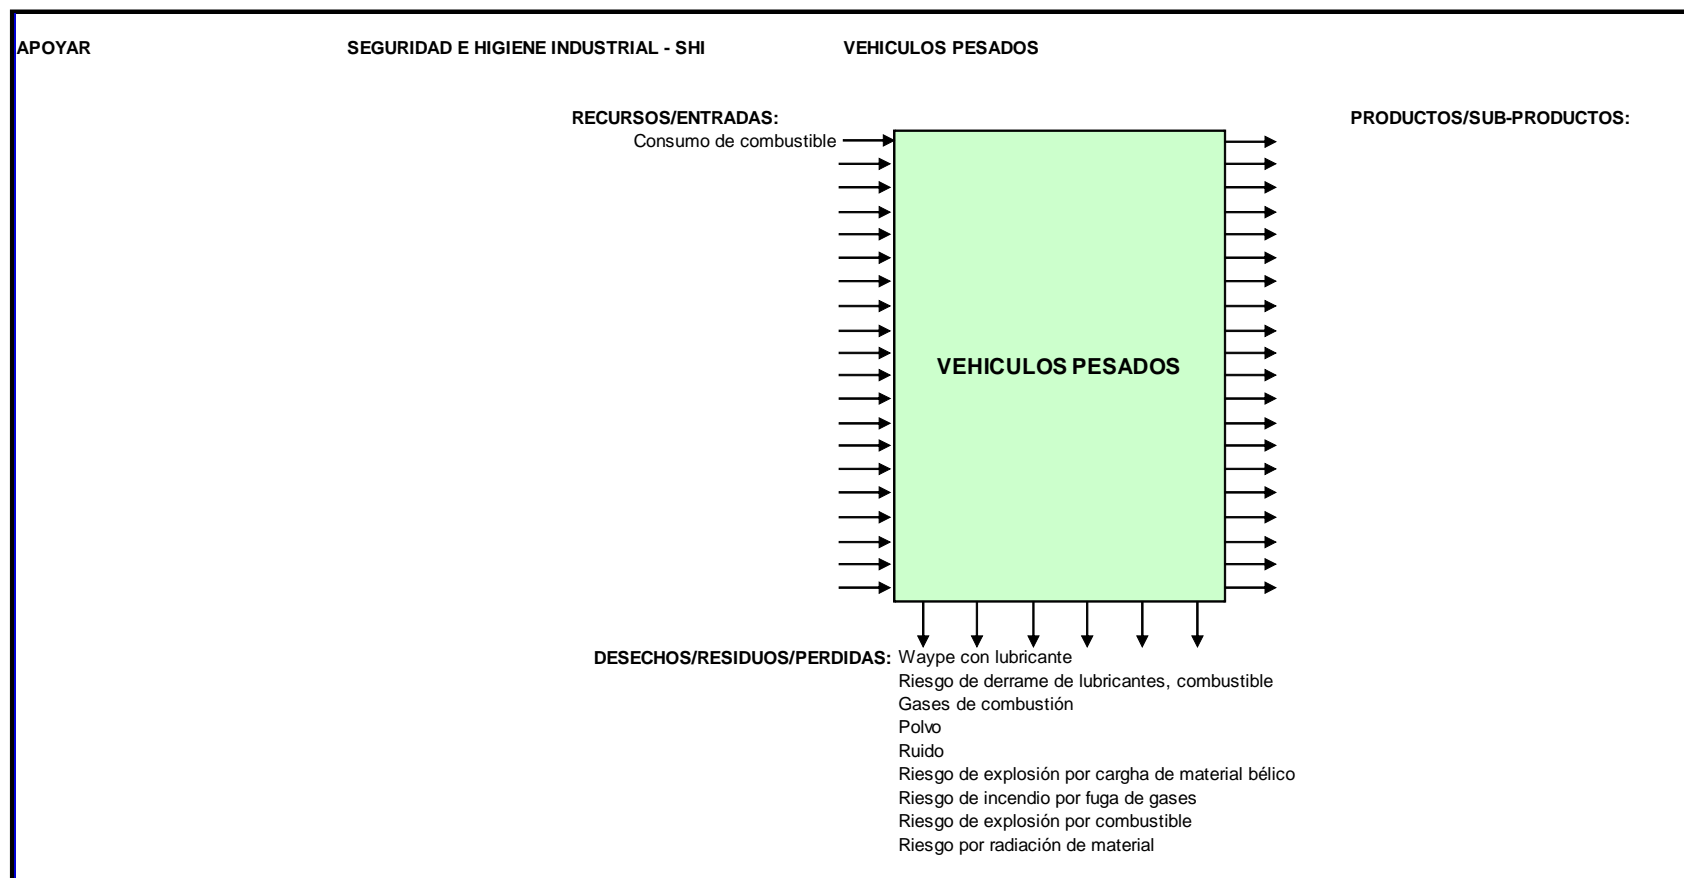 APOYAR SEGURIDAD E HIGIENE INDUSTRIAL - SHI VEHICULOS PESADOS
RECURSOS/ENTRADAS: PRODUCTOS/SUB-PRODUCTOS:
Consumo de combustible
VEHICULOS PESADOS
DESECHOS/RESIDUOS/PERDIDAS: Waype con lubricante
Riesgo de derrame de lubricantes, combustible
Gases de combustión
Polvo
Ruido
Riesgo de explosión por cargha de material bélico
Riesgo de incendio por fuga de gases
Riesgo de explosión por combustible
Riesgo por radiación de material